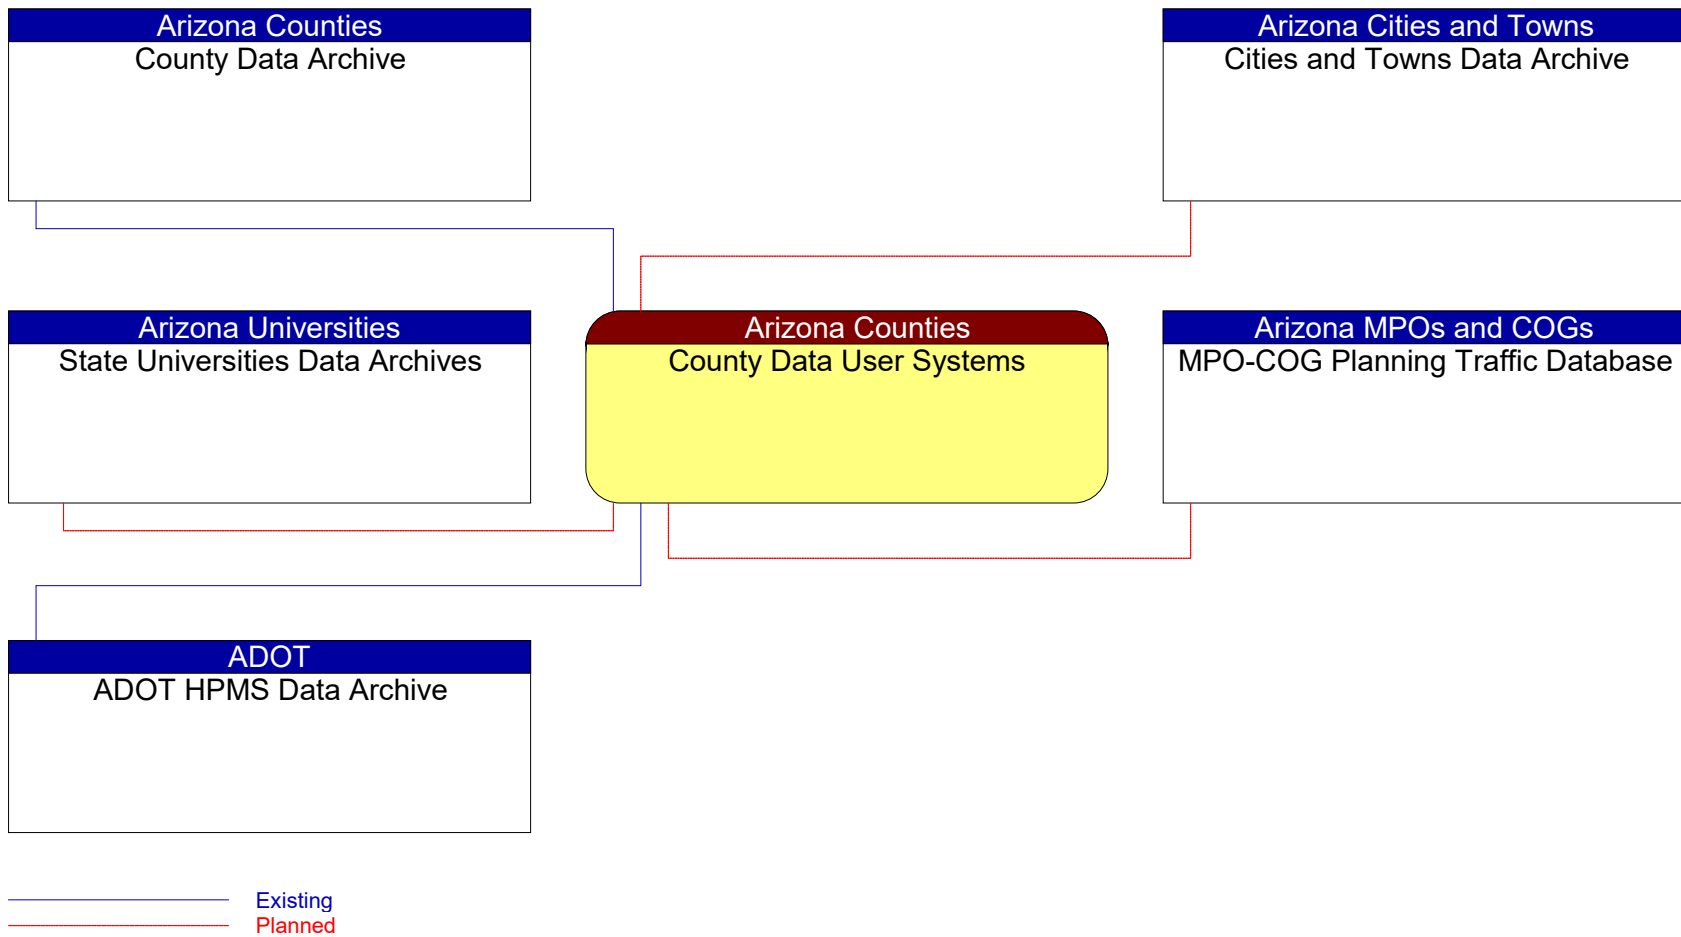 Arizona Counties
County Data Archive
Arizona Cities and Towns
Cities and Towns Data Archive
Arizona Universities
State Universities Data Archives
Arizona Counties
County Data User Systems
Arizona MPOs and COGs
MPO-COG Planning Traffic Database
ADOT
ADOT HPMS Data Archive
Existing
Planned